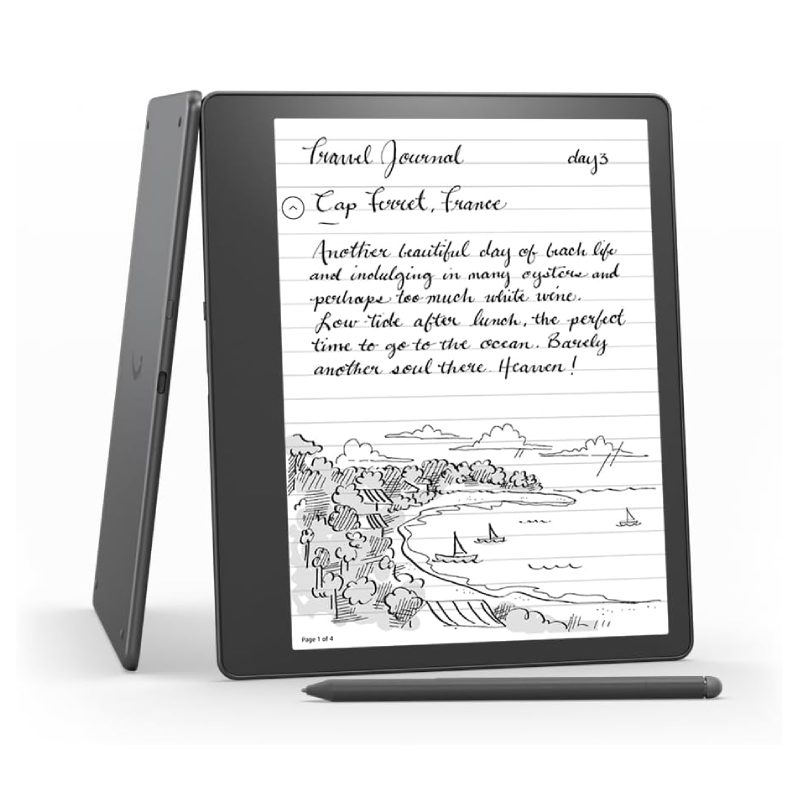 Travel Journal day 3
Cap Ferret, France
Another beautiful day of beach life
and indulging in many oysters and
perhaps too much white wine.
Low tide after lunch, the perfect
time to go to the ocean. Barely
another soul there. Heaven!
Page 1 of 4